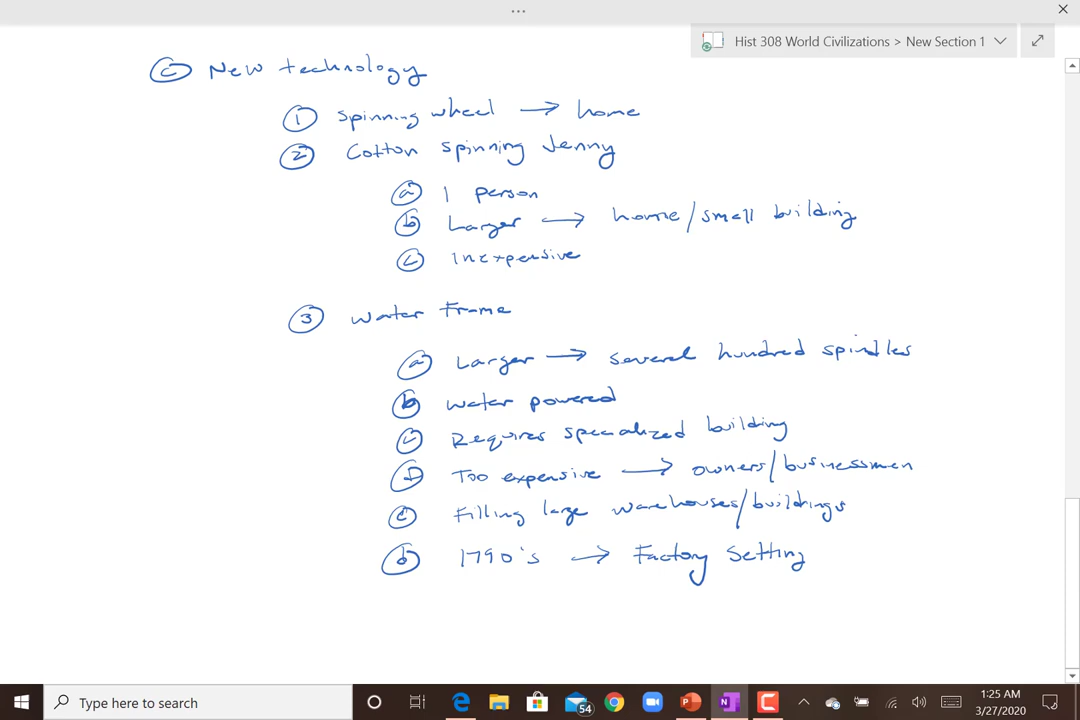 Hist 308 World Civilizations > New Section 1
C New technology
1 Spinning wheel → home
2 Cotton spinning Jenny
a 1 person
b Larger → home/small building
c Inexpensive
3 Water Frame
a Larger → several hundred spindles
b Water powered
c Requires specialized building
d Too expensive → owners/businessmen
e Filling large warehouses/buildings
b 1790's → Factory Setting
Type here to search
54
1:25 AM
3/27/2020